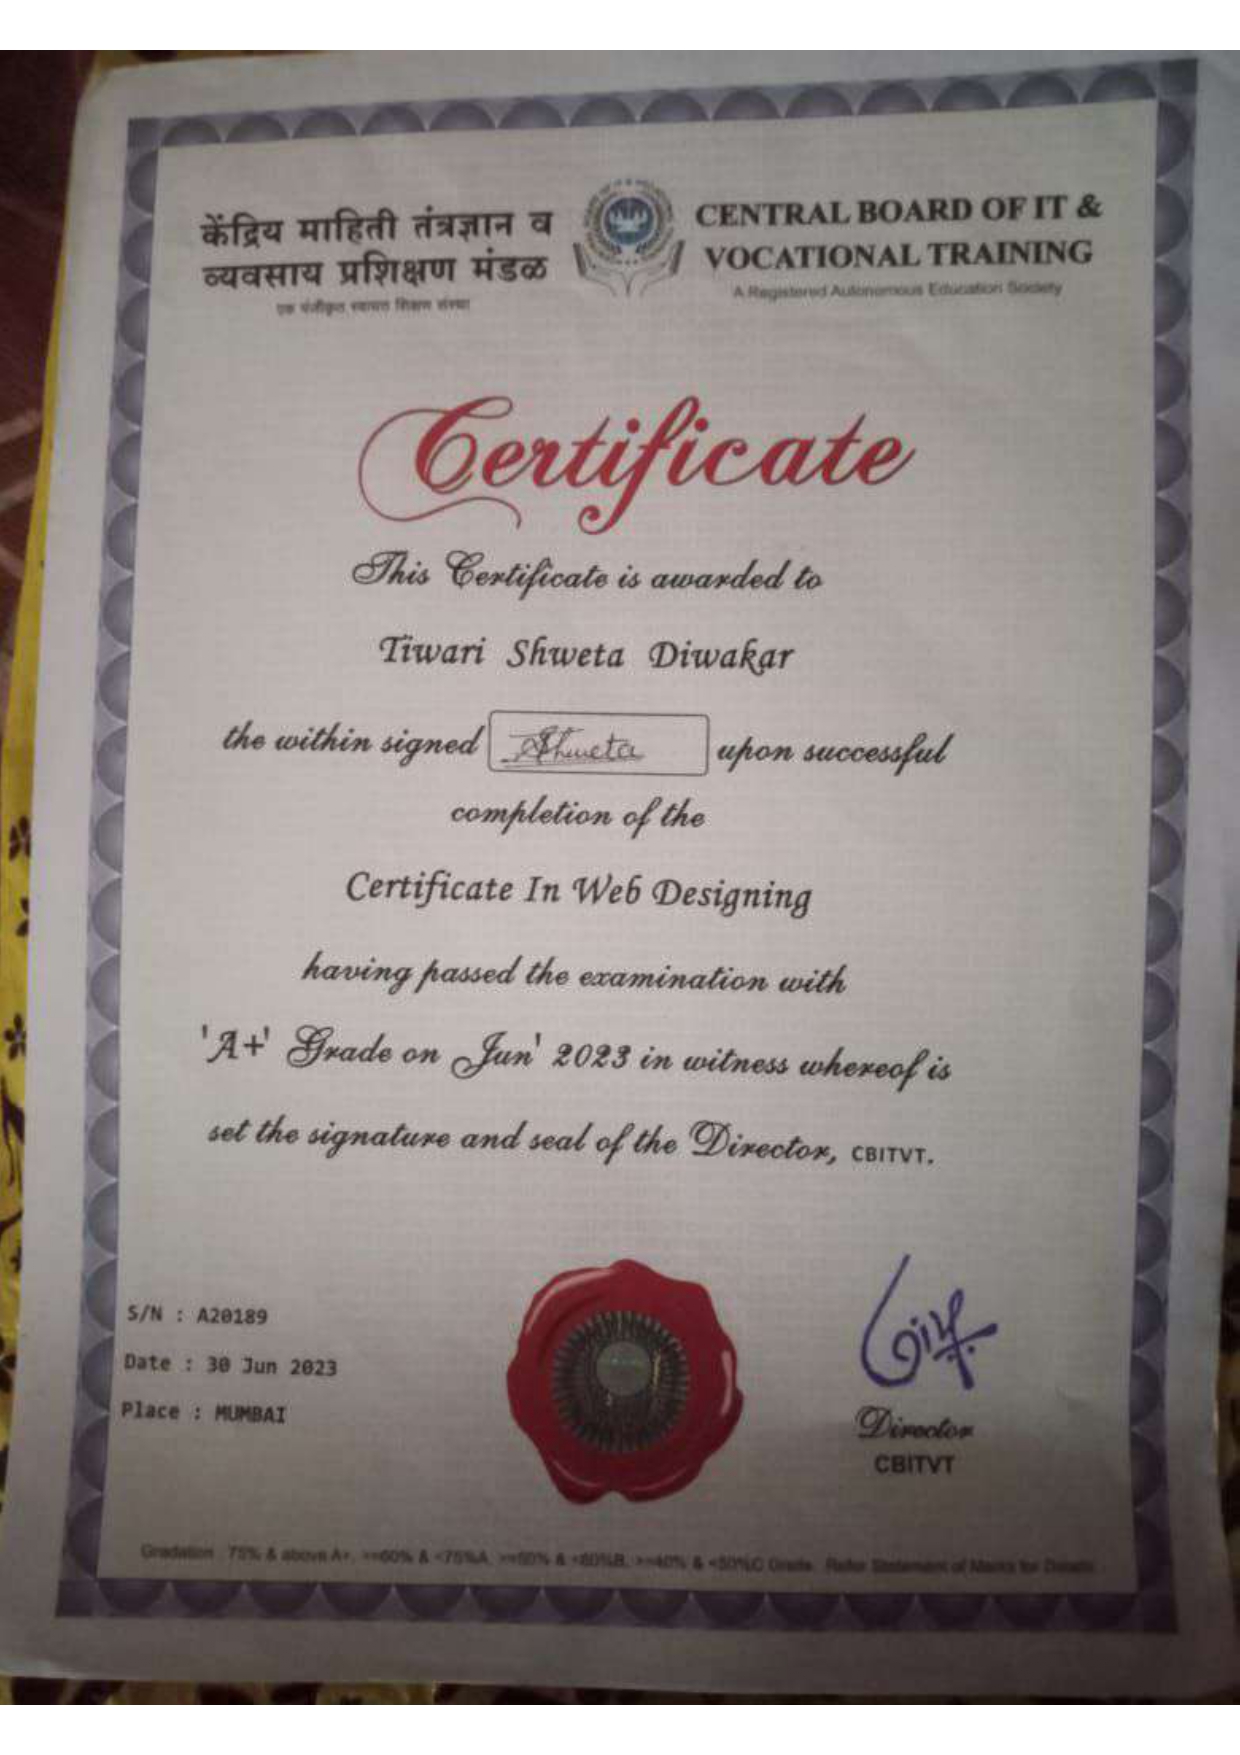 केंद्रिय माहिती तंत्रज्ञान व
व्यवसाय प्रशिक्षण मंडळ
एक पंजीकृत स्वायत्त शिक्षण संस्था
CENTRAL BOARD OF IT &
VOCATIONAL TRAINING
A Registered Autonomous Education Society
Certificate
This Certificate is awarded to
Tiwari Shweta Diwakar
the within signed Shweta upon successful
completion of the
Certificate In Web Designing
having passed the examination with
'A+' Grade on Jun' 2023 in witness whereof is
set the signature and seal of the Director, CBITVT.
S/N : A20189
Date : 30 Jun 2023
Place : MUMBAI
Director
CBITVT
Gradation : 75% & above A+, >=60% & <75%A, >=50% & <60%B, >=40% & <50%C Grade. Refer Statement of Marks for Details